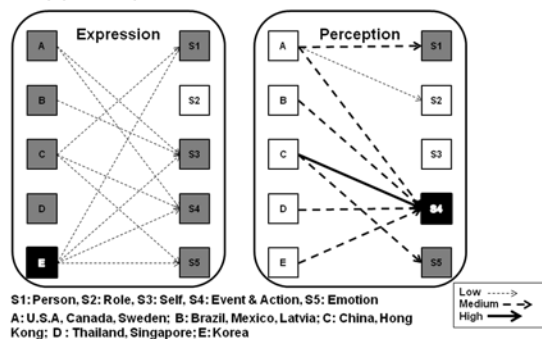 Expression
Perception
A
S1
A
S1
B
S2
B
S2
C
S3
C
S3
D
S4
D
S4
E
S5
E
S5
S1: Person, S2: Role, S3: Self, S4: Event & Action, S5: Emotion
A: U.S.A, Canada, Sweden; B: Brazil, Mexico, Latvia; C: China, Hong
Kong; D : Thailand, Singapore; E: Korea
Low
Medium
High